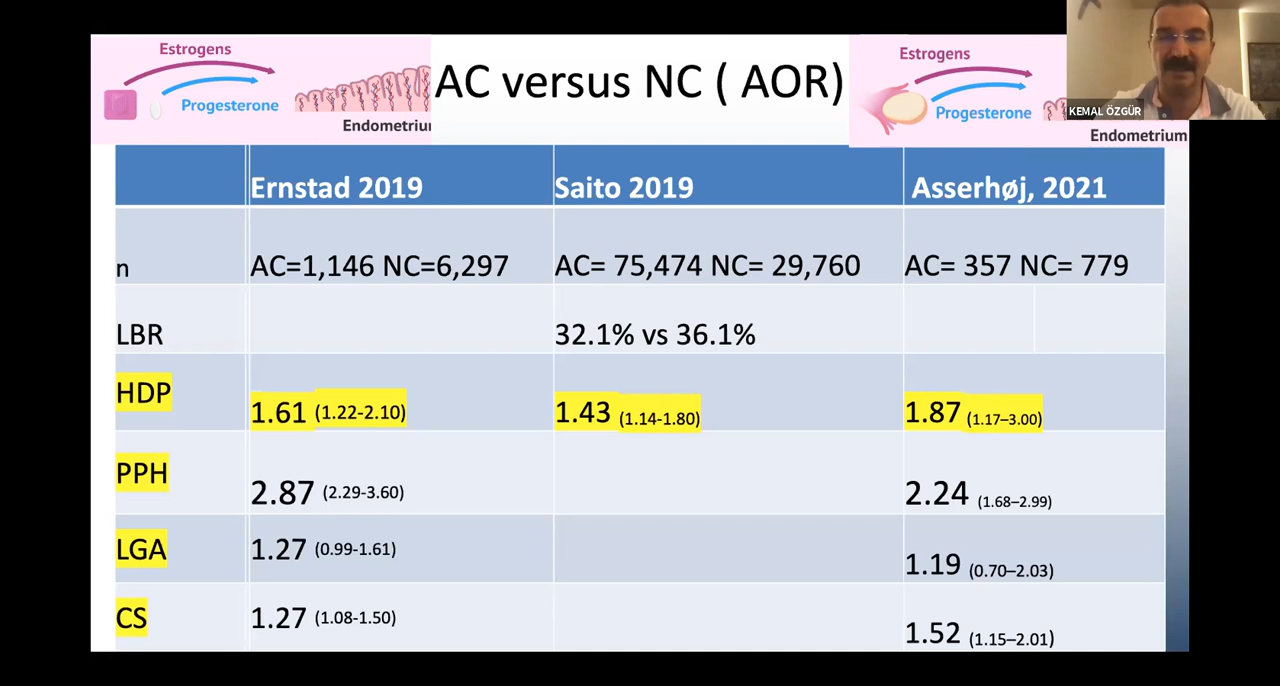 Estrogens
Progesterone
Endometriu
AC versus NC ( AOR)
Estrogens
Progesterone
Endometrium
KEMAL ÖZGÜR
Ernstad 2019 Saito 2019 Asserhøj, 2021
n AC=1,146 NC=6,297 AC= 75,474 NC= 29,760 AC= 357 NC= 779
LBR 32.1% vs 36.1%
HDP 1.61 (1.22-2.10) 1.43 (1.14-1.80) 1.87 (1.17–3.00)
PPH 2.87 (2.29-3.60) 2.24 (1.68–2.99)
LGA 1.27 (0.99-1.61) 1.19 (0.70–2.03)
CS 1.27 (1.08-1.50) 1.52 (1.15–2.01)